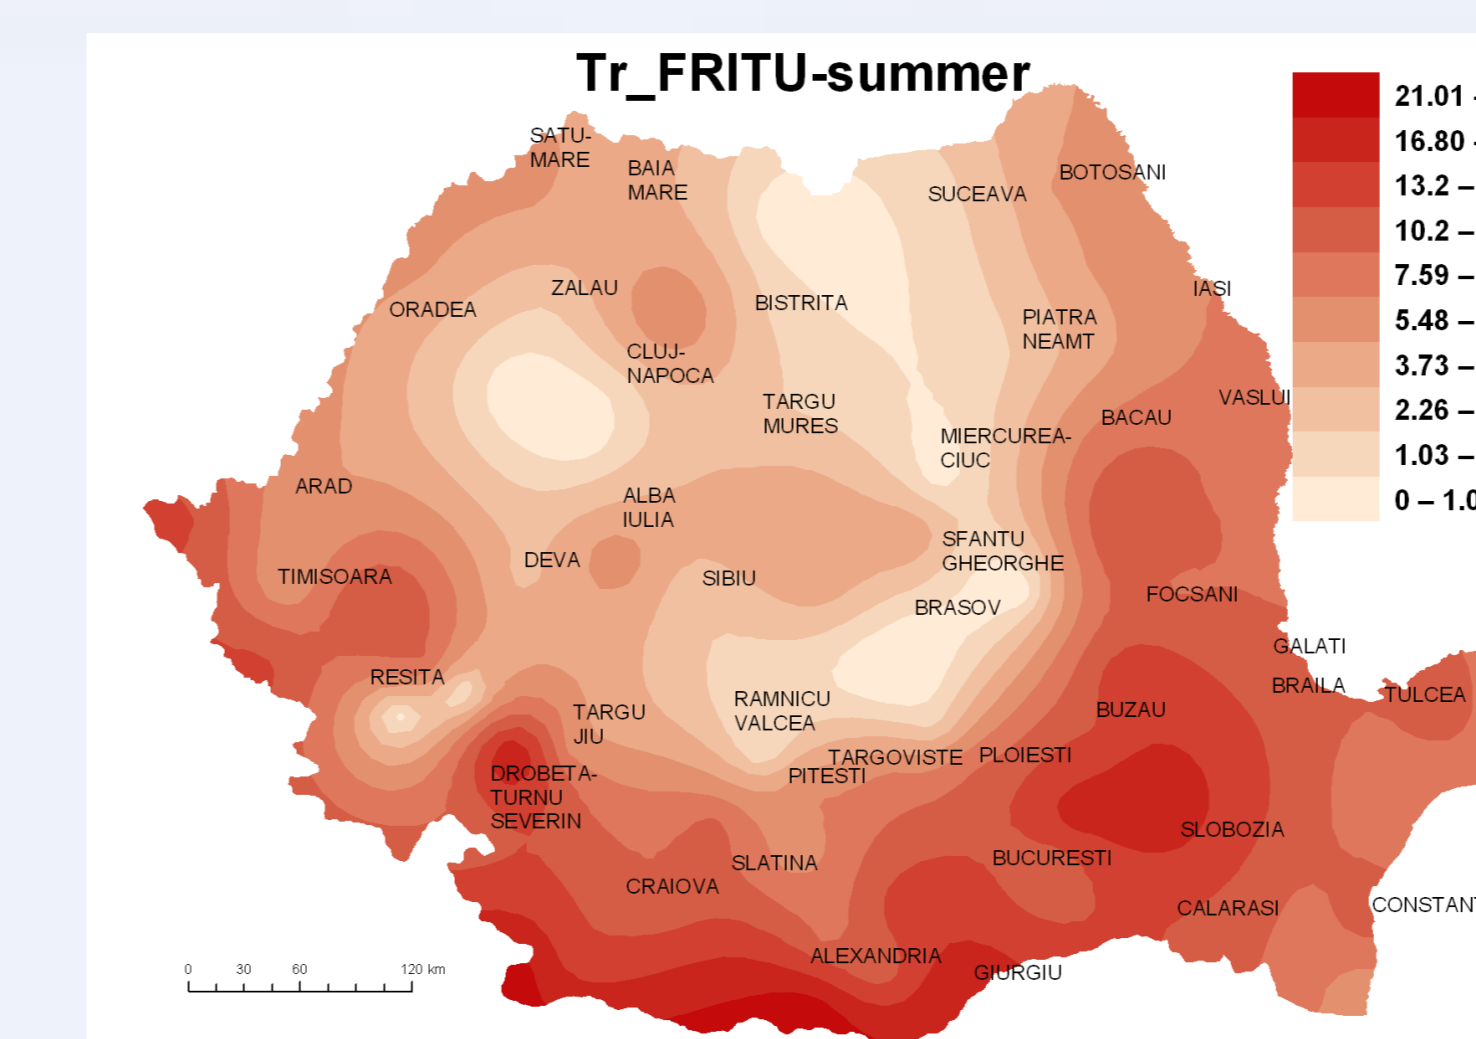 Tr_FRITU-summer
21.01 -
16.80 -
13.2 –
10.2 –
7.59 –
5.48 –
3.73 –
2.26 –
1.03 –
0 – 1.0
SATU-
MARE
BAIA
MARE
SUCEAVA
BOTOSANI
ORADEA
ZALAU
BISTRITA
IASI
PIATRA
NEAMT
CLUJ-
NAPOCA
TARGU
MURES
VASLUI
BACAU
MIERCUREA-
CIUC
ARAD
ALBA
IULIA
DEVA
SIBIU
SFANTU
GHEORGHE
TIMISOARA
BRASOV
FOCSANI
GALATI
BRAILA
TULCEA
RESITA
RAMNICU
VALCEA
TARGU
JIU
BUZAU
TARGOVISTE
PLOIESTI
PITESTI
DROBETA-
TURNU
SEVERIN
SLOBOZIA
BUCURESTI
SLATINA
CRAIOVA
CALARASI
CONSTANT
ALEXANDRIA
GIURGIU
0 30 60 120 km